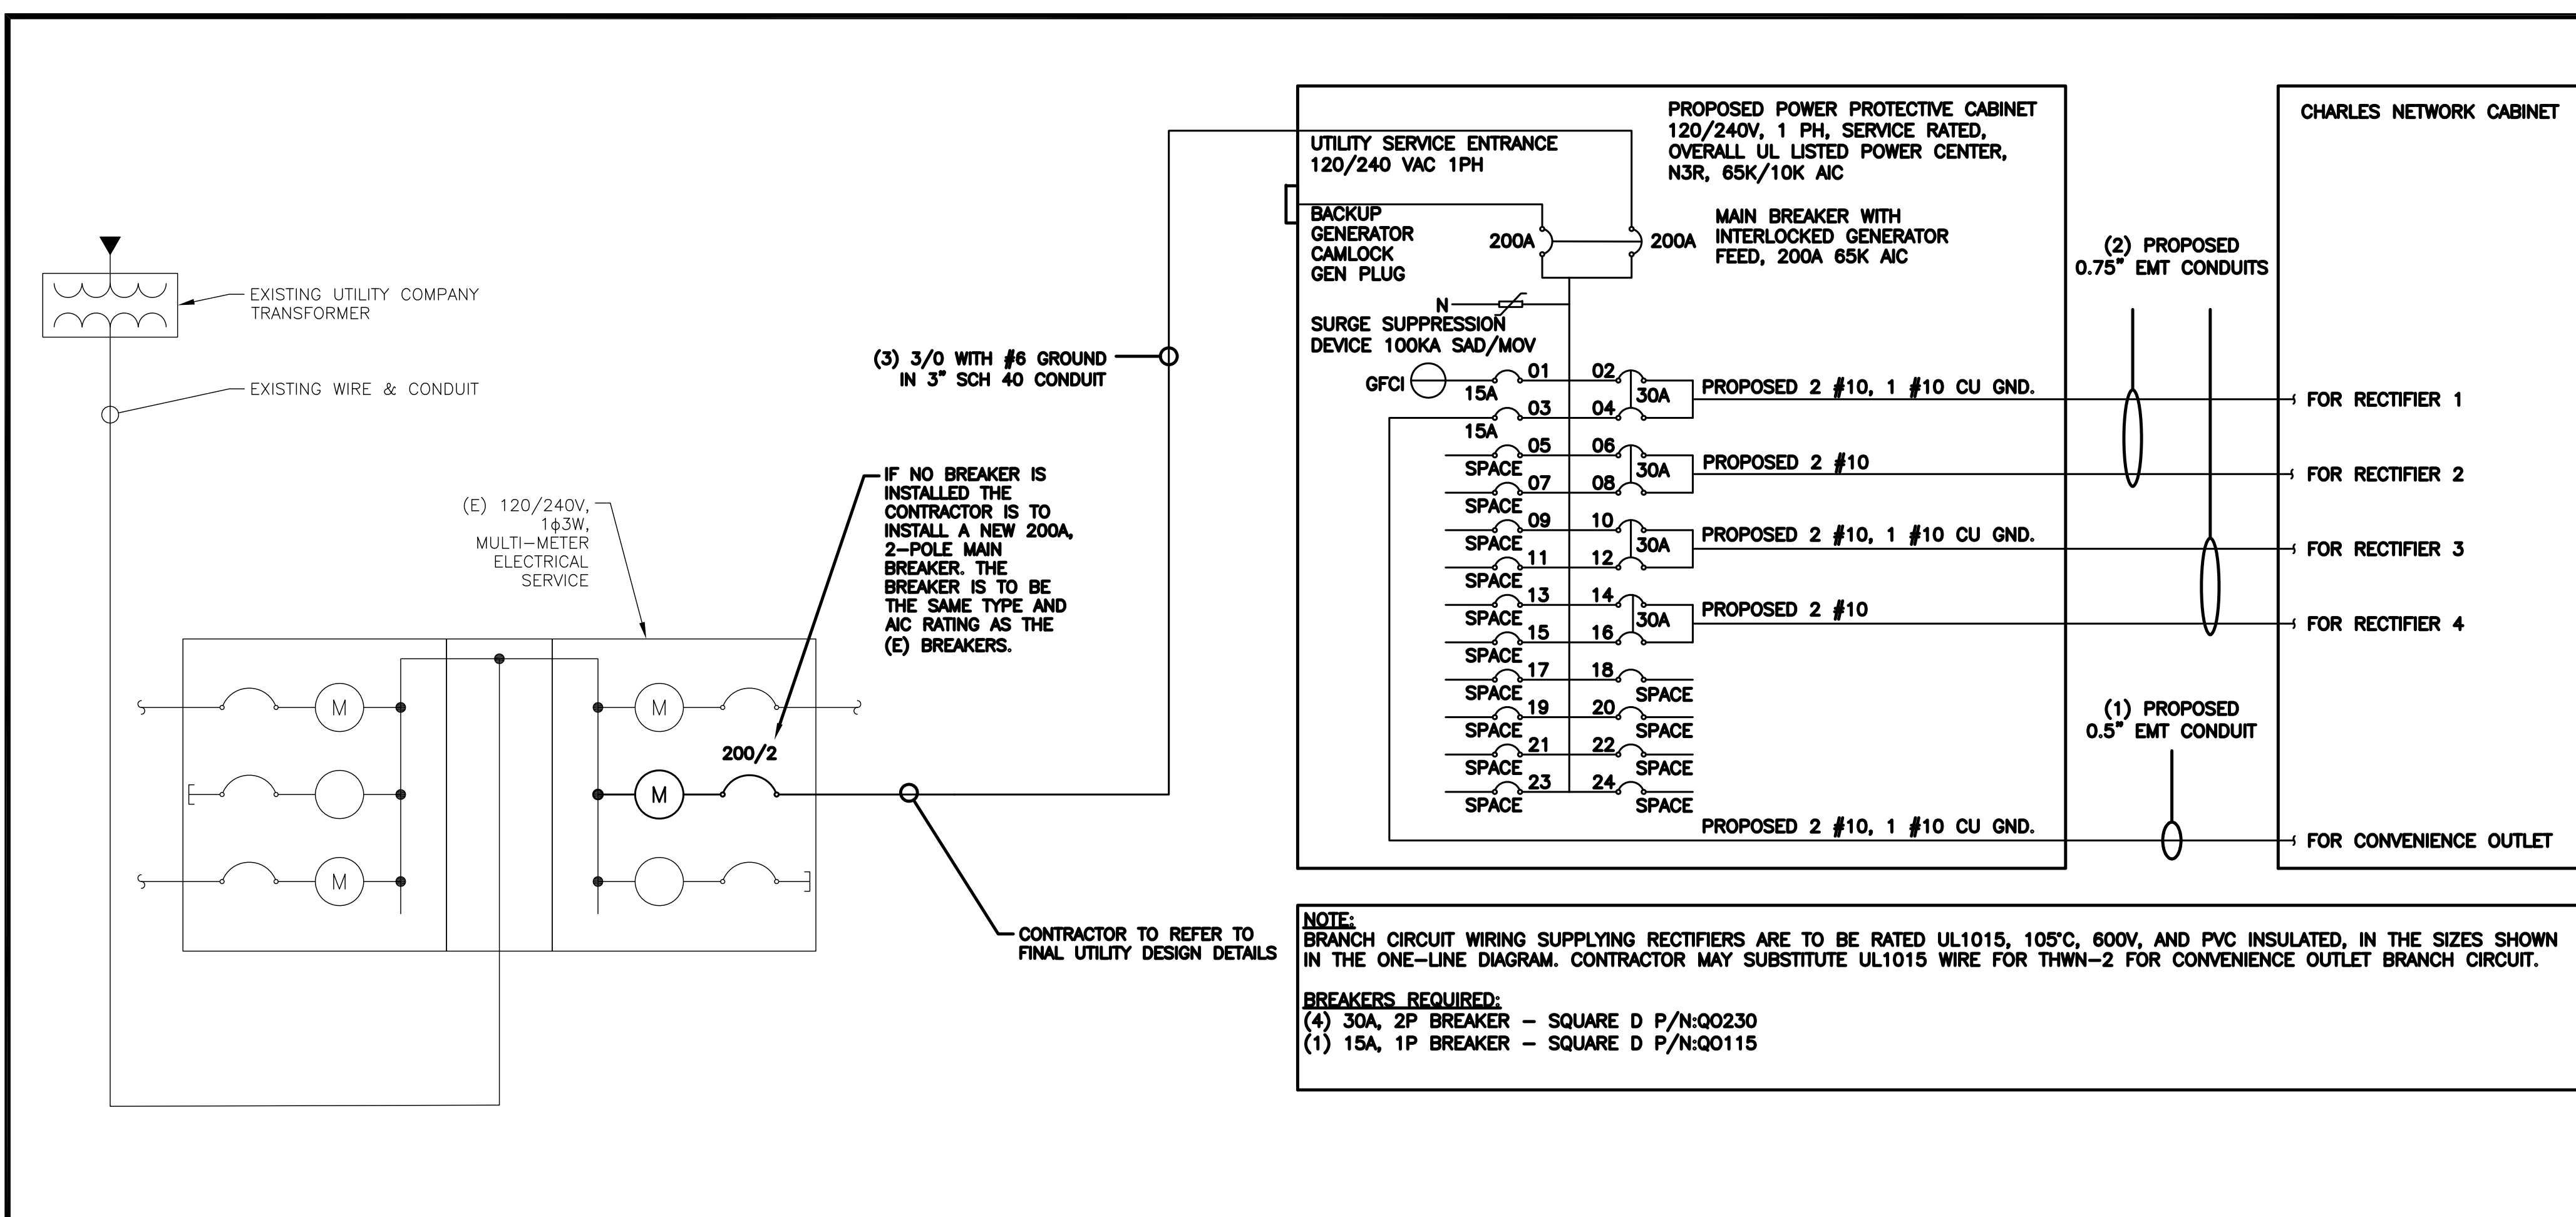 EXISTING UTILITY COMPANY
TRANSFORMER
EXISTING WIRE & CONDUIT
(E) 120/240V,
1ϕ3W,
MULTI-METER
ELECTRICAL
SERVICE
M
M
M
M
200/2
(3) 3/0 WITH #6 GROUND
IN 3" SCH 40 CONDUIT
IF NO BREAKER IS
INSTALLED THE
CONTRACTOR IS TO
INSTALL A NEW 200A,
2-POLE MAIN
BREAKER. THE
BREAKER IS TO BE
THE SAME TYPE AND
AIC RATING AS THE
(E) BREAKERS.
CONTRACTOR TO REFER TO
FINAL UTILITY DESIGN DETAILS
UTILITY SERVICE ENTRANCE
120/240 VAC 1PH
PROPOSED POWER PROTECTIVE CABINET
120/240V, 1 PH, SERVICE RATED,
OVERALL UL LISTED POWER CENTER,
N3R, 65K/10K AIC
BACKUP
GENERATOR
CAMLOCK
GEN PLUG
200A
200A
MAIN BREAKER WITH
INTERLOCKED GENERATOR
FEED, 200A 65K AIC
N
SURGE SUPPRESSION
DEVICE 100KA SAD/MOV
GFCI
01 02
15A 30A
03 04
15A
05 06
SPACE 30A
07 08
SPACE
09 10
SPACE 30A
11 12
SPACE
13 14
SPACE 30A
15 16
SPACE
17 18
SPACE SPACE
19 20
SPACE SPACE
21 22
SPACE SPACE
23 24
SPACE SPACE
PROPOSED 2 #10, 1 #10 CU GND.
PROPOSED 2 #10
PROPOSED 2 #10, 1 #10 CU GND.
PROPOSED 2 #10
PROPOSED 2 #10, 1 #10 CU GND.
(2) PROPOSED
0.75" EMT CONDUITS
(1) PROPOSED
0.5" EMT CONDUIT
CHARLES NETWORK CABINET
FOR RECTIFIER 1
FOR RECTIFIER 2
FOR RECTIFIER 3
FOR RECTIFIER 4
FOR CONVENIENCE OUTLET
NOTE:
BRANCH CIRCUIT WIRING SUPPLYING RECTIFIERS ARE TO BE RATED UL1015, 105°C, 600V, AND PVC INSULATED, IN THE SIZES SHOWN
IN THE ONE-LINE DIAGRAM. CONTRACTOR MAY SUBSTITUTE UL1015 WIRE FOR THWN-2 FOR CONVENIENCE OUTLET BRANCH CIRCUIT.
BREAKERS REQUIRED:
(4) 30A, 2P BREAKER - SQUARE D P/N:QO230
(1) 15A, 1P BREAKER - SQUARE D P/N:QO115